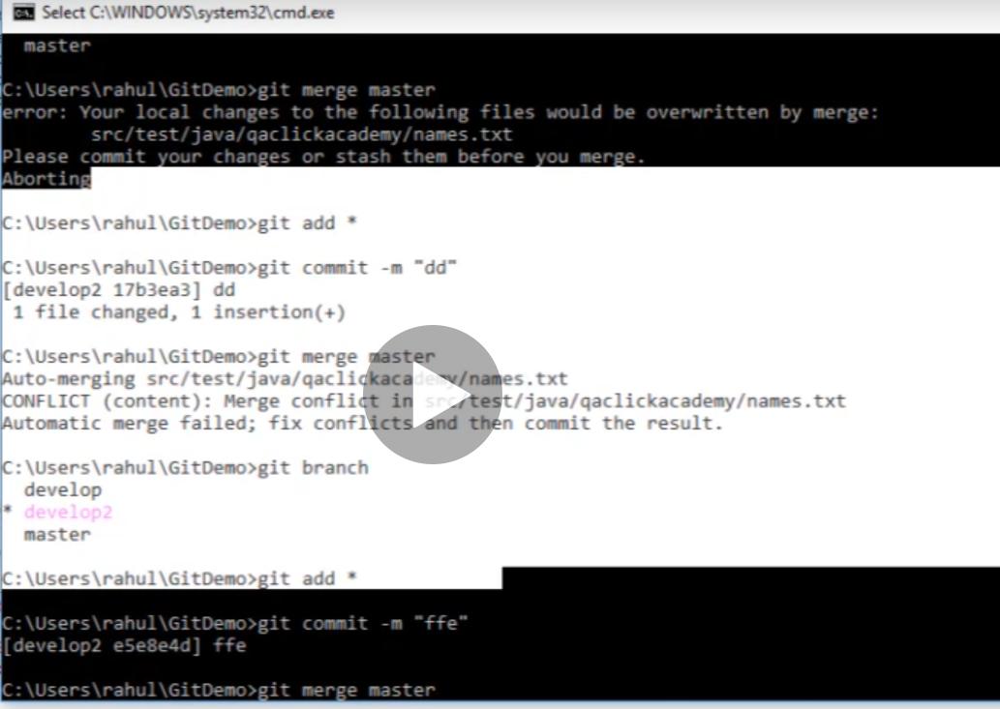 Select C:\WINDOWS\system32\cmd.exe
master
C:\Users\rahul\GitDemo>git merge master
error: Your local changes to the following files would be overwritten by merge:
src/test/java/qaclickacademy/names.txt
Please commit your changes or stash them before you merge.
Aborting
C:\Users\rahul\GitDemo>git add *
C:\Users\rahul\GitDemo>git commit -m "dd"
[develop2 17b3ea3] dd
1 file changed, 1 insertion(+)
C:\Users\rahul\GitDemo>git merge master
Auto-merging src/test/java/qaclickacademy/names.txt
CONFLICT (content): Merge conflict in src/test/java/qaclickacademy/names.txt
Automatic merge failed; fix conflicts and then commit the result.
C:\Users\rahul\GitDemo>git branch
develop
* develop2
master
C:\Users\rahul\GitDemo>git add *
C:\Users\rahul\GitDemo>git commit -m "ffe"
[develop2 e5e8e4d] ffe
C:\Users\rahul\GitDemo>git merge master